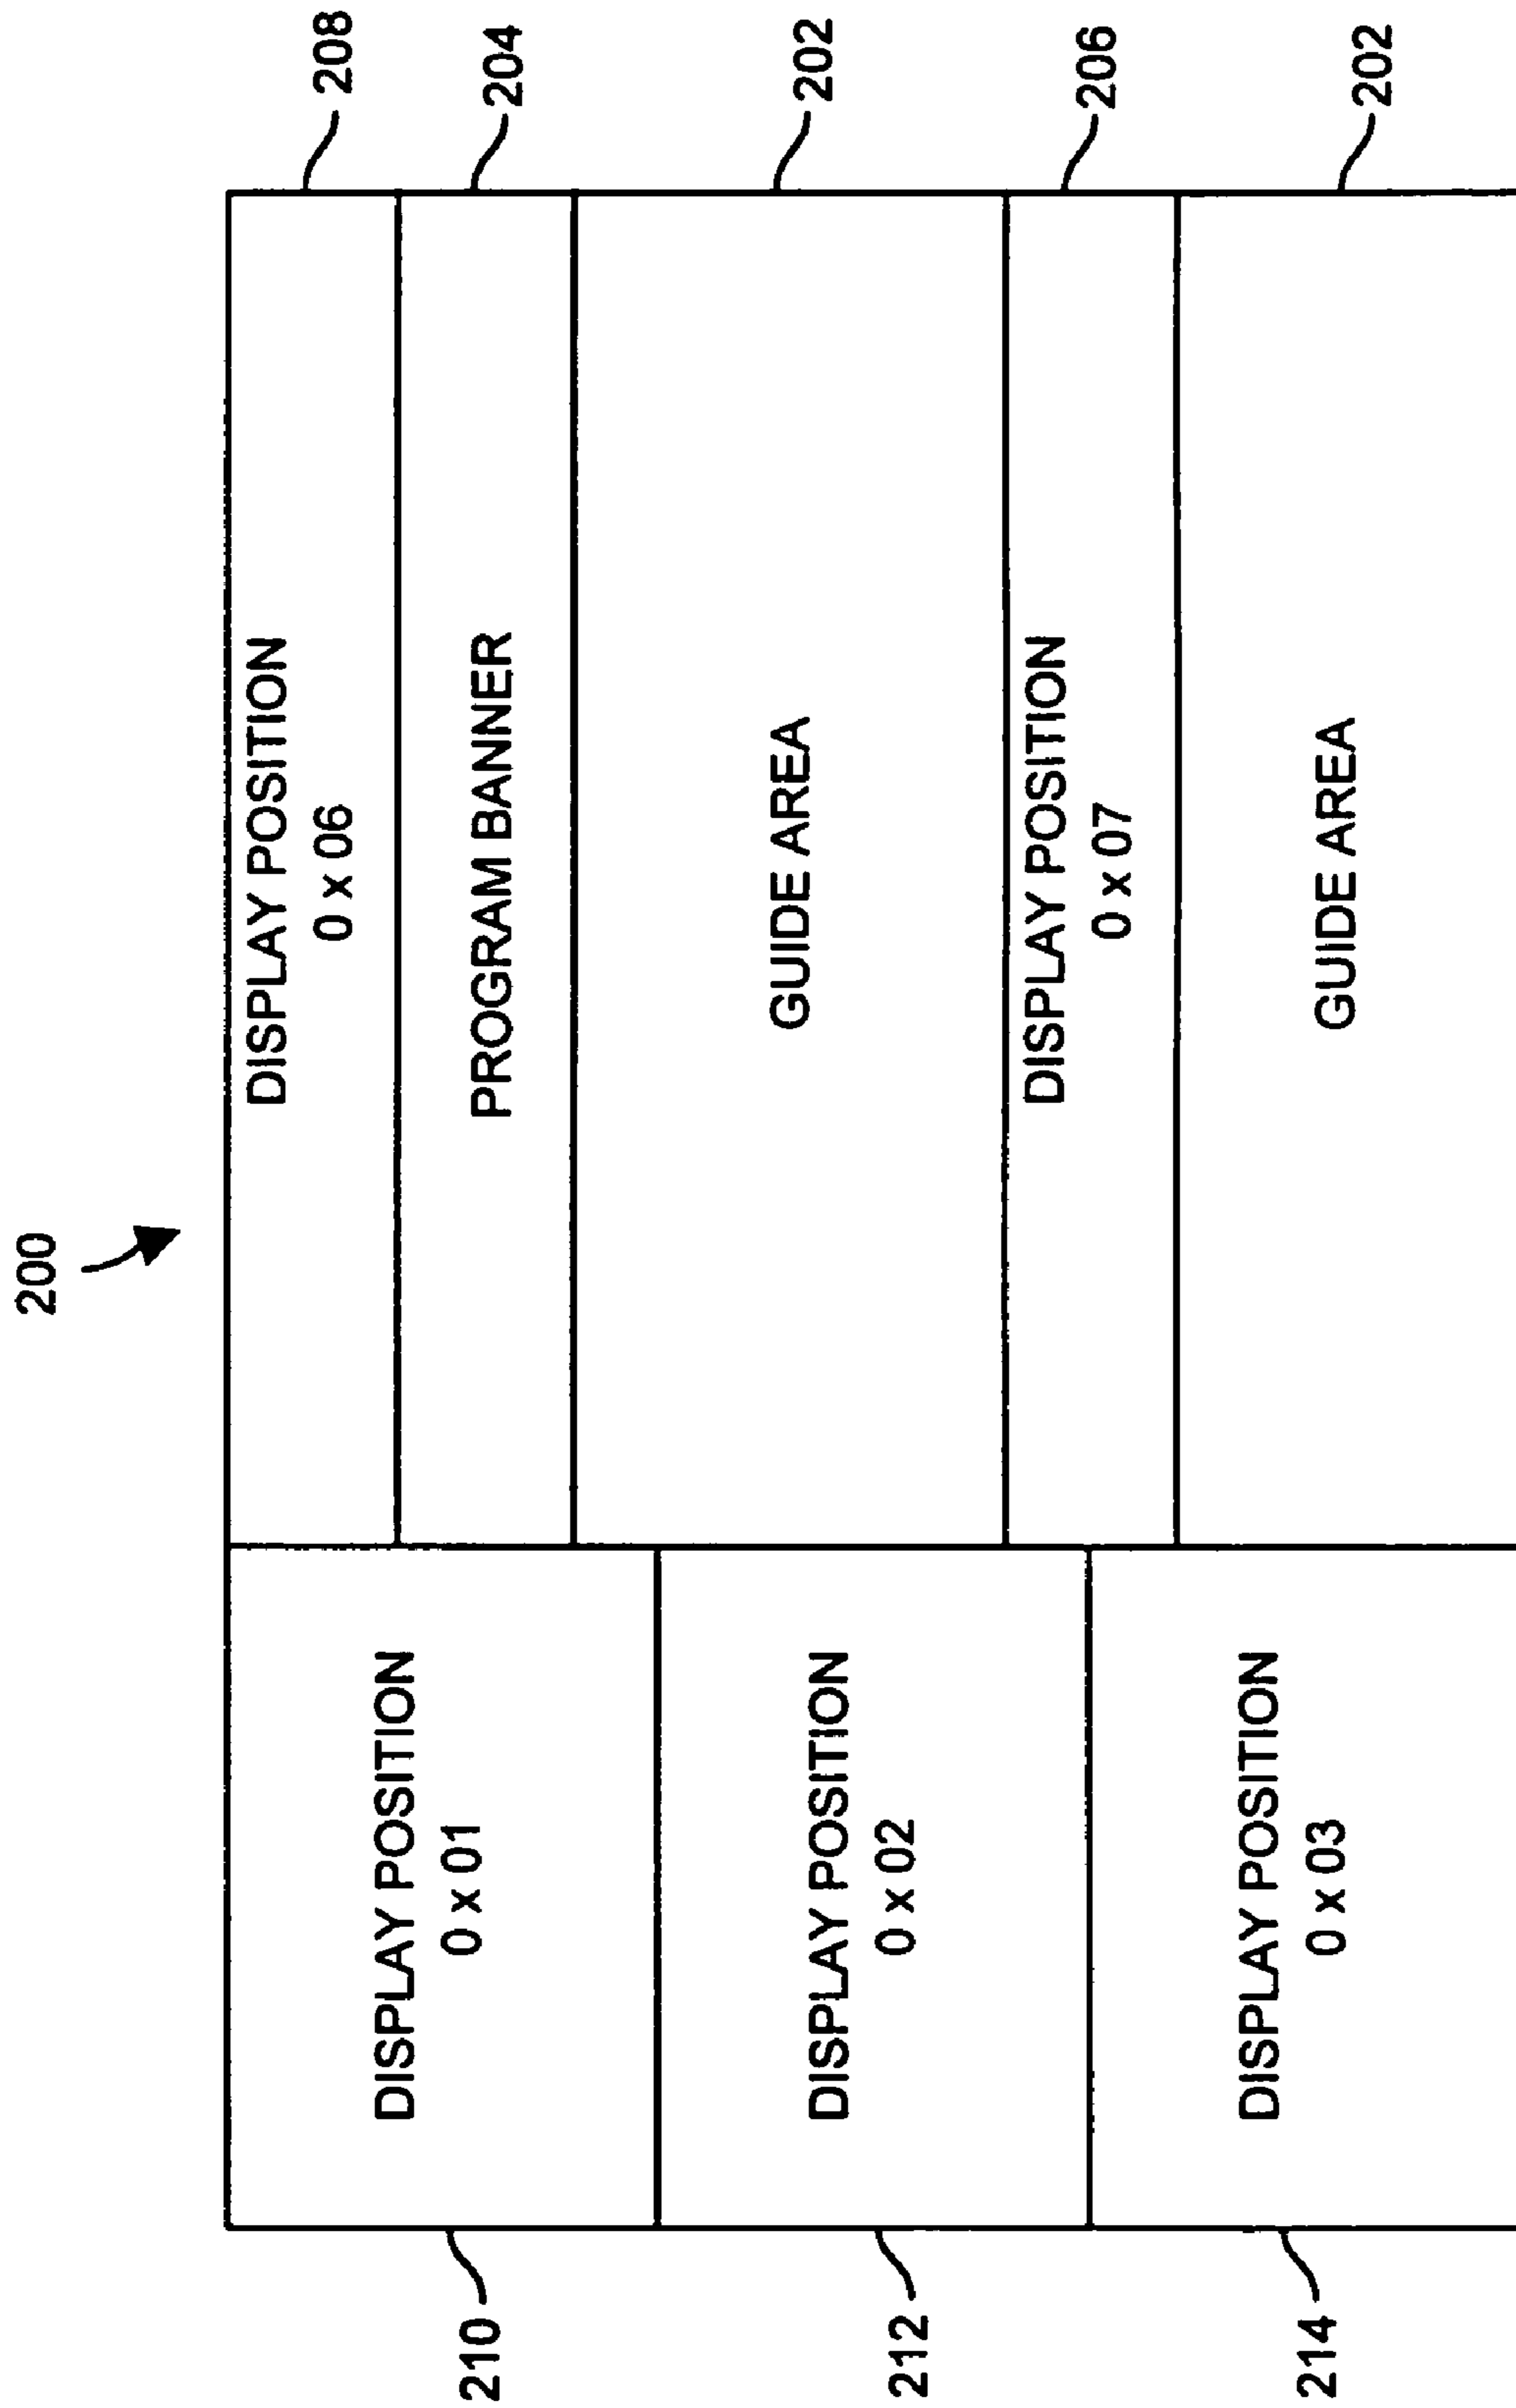 200
DISPLAY POSITION
0 x 01
210
DISPLAY POSITION
0 x 02
212
DISPLAY POSITION
0 x 03
214
DISPLAY POSITION
0 x 06
208
PROGRAM BANNER
204
GUIDE AREA
202
DISPLAY POSITION
0 x 07
206
GUIDE AREA
202